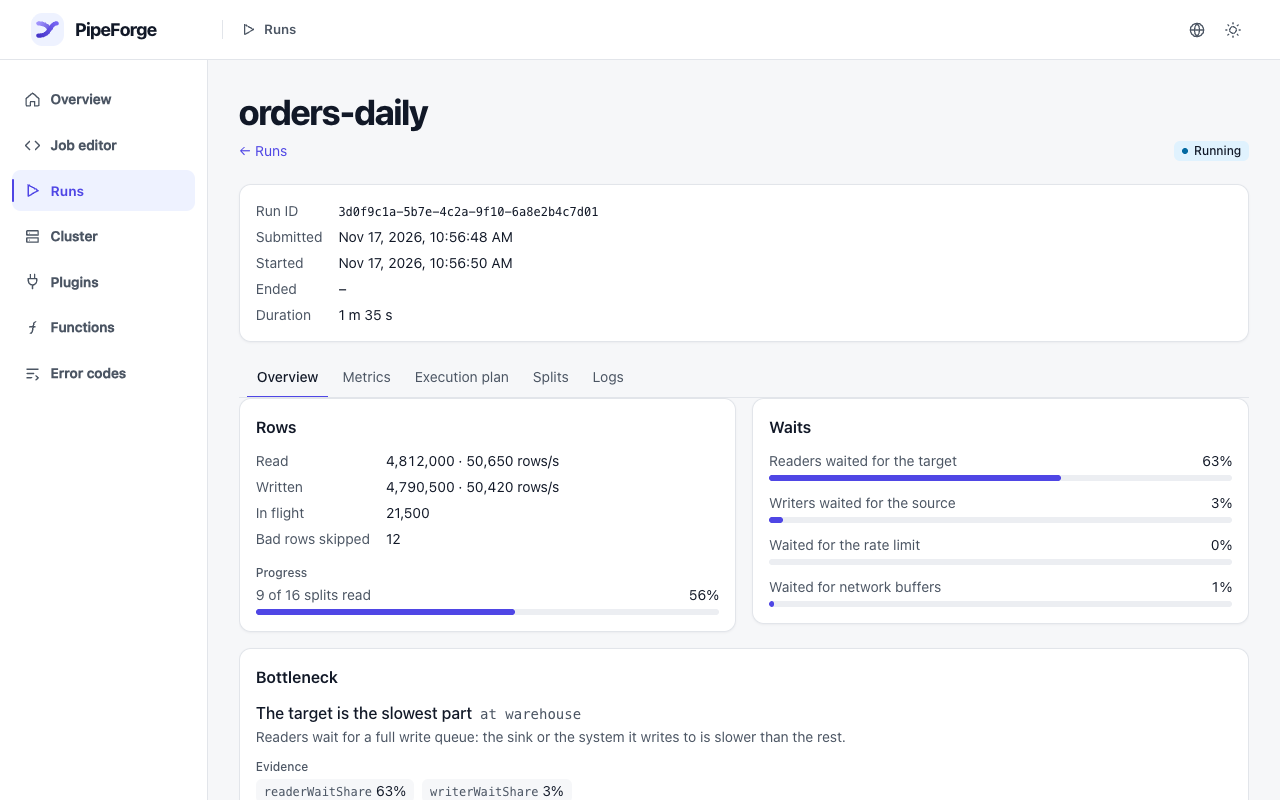 PipeForge
Runs
Overview
Job editor
Runs
Cluster
Plugins
Functions
Error codes
orders-daily
← Runs
Running
Run ID 3d0f9c1a-5b7e-4c2a-9f10-6a8e2b4c7d01
Submitted Nov 17, 2026, 10:56:48 AM
Started Nov 17, 2026, 10:56:50 AM
Ended –
Duration 1 m 35 s
Overview Metrics Execution plan Splits Logs
Rows
Read 4,812,000 · 50,650 rows/s
Written 4,790,500 · 50,420 rows/s
In flight 21,500
Bad rows skipped 12
Progress
9 of 16 splits read 56%
Waits
Readers waited for the target 63%
Writers waited for the source 3%
Waited for the rate limit 0%
Waited for network buffers 1%
Bottleneck
The target is the slowest part at warehouse
Readers wait for a full write queue: the sink or the system it writes to is slower than the rest.
Evidence
readerWaitShare 63% writerWaitShare 3%